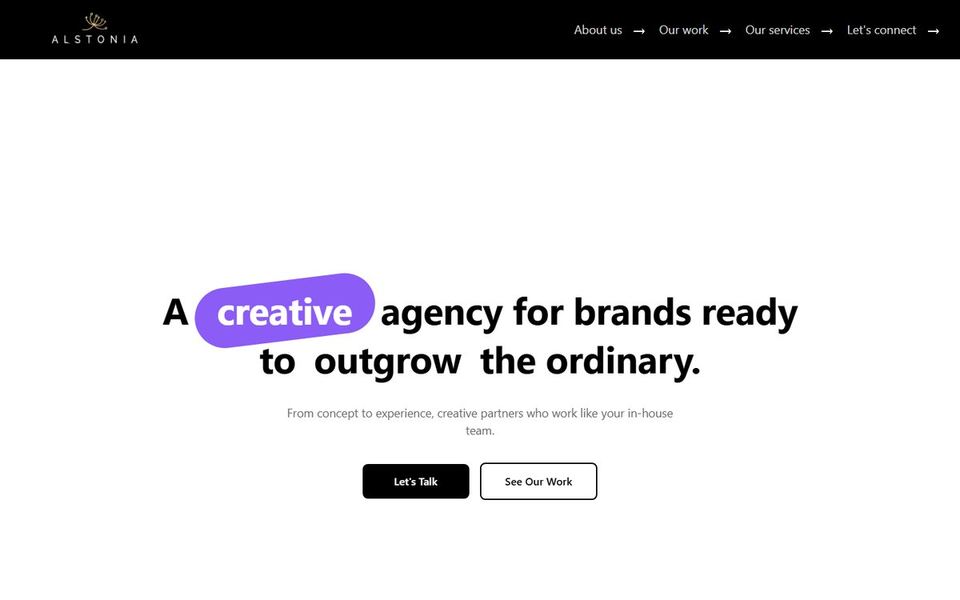 ALSTONIA
About us → Our work → Our services → Let's connect →
A creative agency for brands ready
to outgrow the ordinary.
From concept to experience, creative partners who work like your in-house
team.
Let's Talk See Our Work